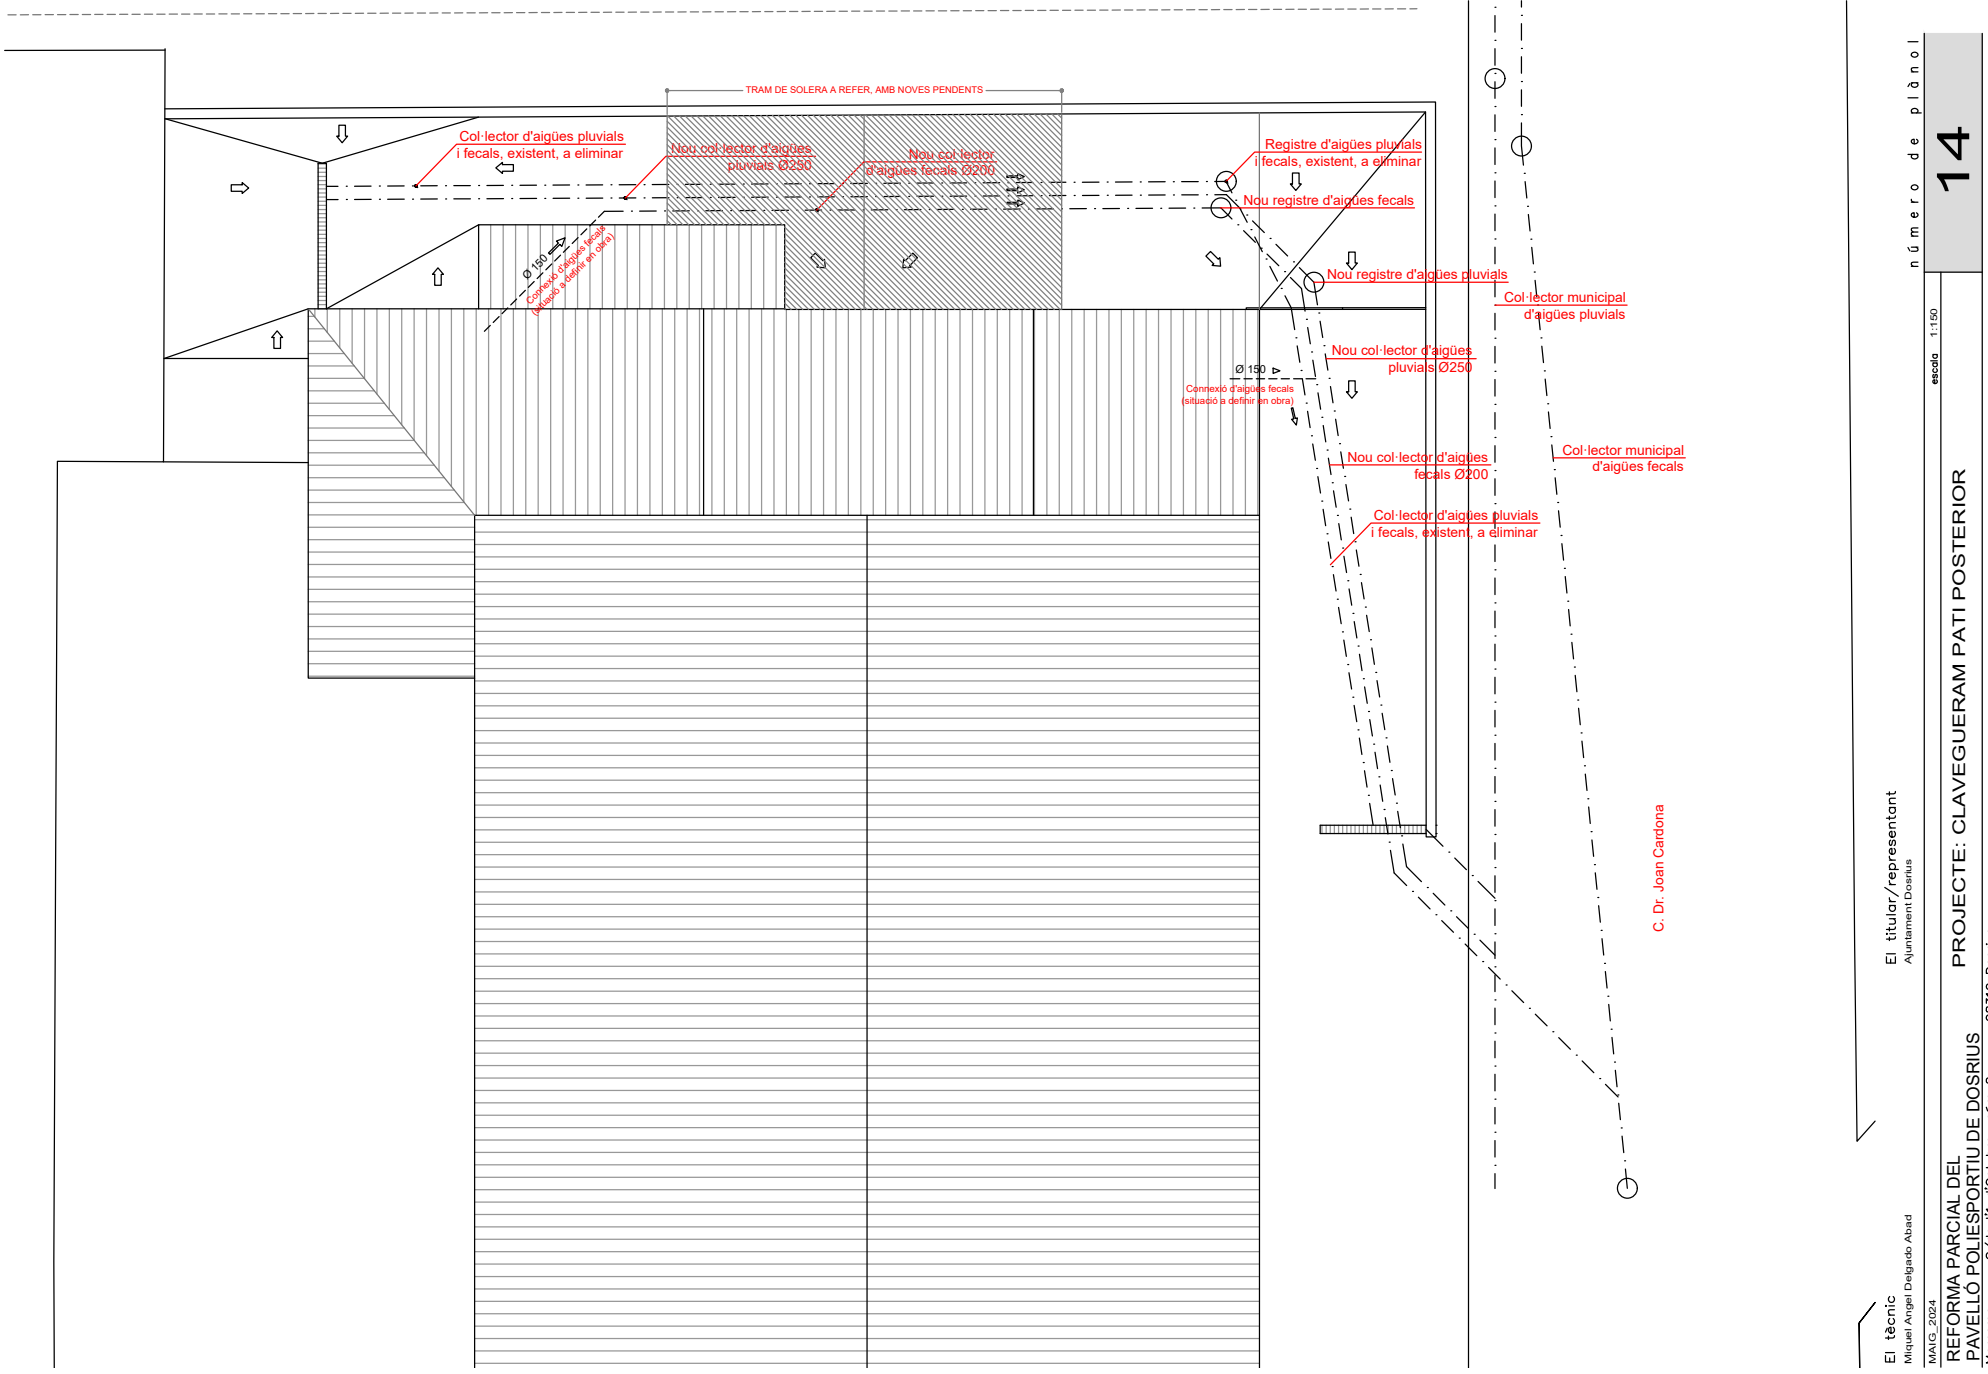 TRAM DE SOLERA A REFER, AMB NOVES PENDENTS
Col·lector d'aigües pluvials
i fecals, existent, a eliminar
Nou col·lector d'aigües
pluvials Ø250
Nou col·lector
d'aigües fecals Ø200
Registre d'aigües pluvials
i fecals, existent, a eliminar
Nou registre d'aigües fecals
Ø 150
Connexió d'aigües fecals
(situació a definir en obra)
Nou registre d'aigües pluvials
Col·lector municipal
d'aigües pluvials
Nou col·lector d'aigües
pluvials Ø250
Ø 150
Connexió d'aigües fecals
(situació a definir en obra)
Nou col·lector d'aigües
fecals Ø200
Col·lector municipal
d'aigües fecals
Col·lector d'aigües pluvials
i fecals, existent, a eliminar
C. Dr. Joan Cardona
El tècnic
Miquel Angel Delgado Abad
El titular/representant
Ajuntament Dosrius
número de plànol
14
MAIG_2024
escala 1:150
REFORMA PARCIAL DEL
PAVELLÓ POLIESPORTIU DE DOSRIUS
PROJECTE: CLAVEGUERAM PATI POSTERIOR